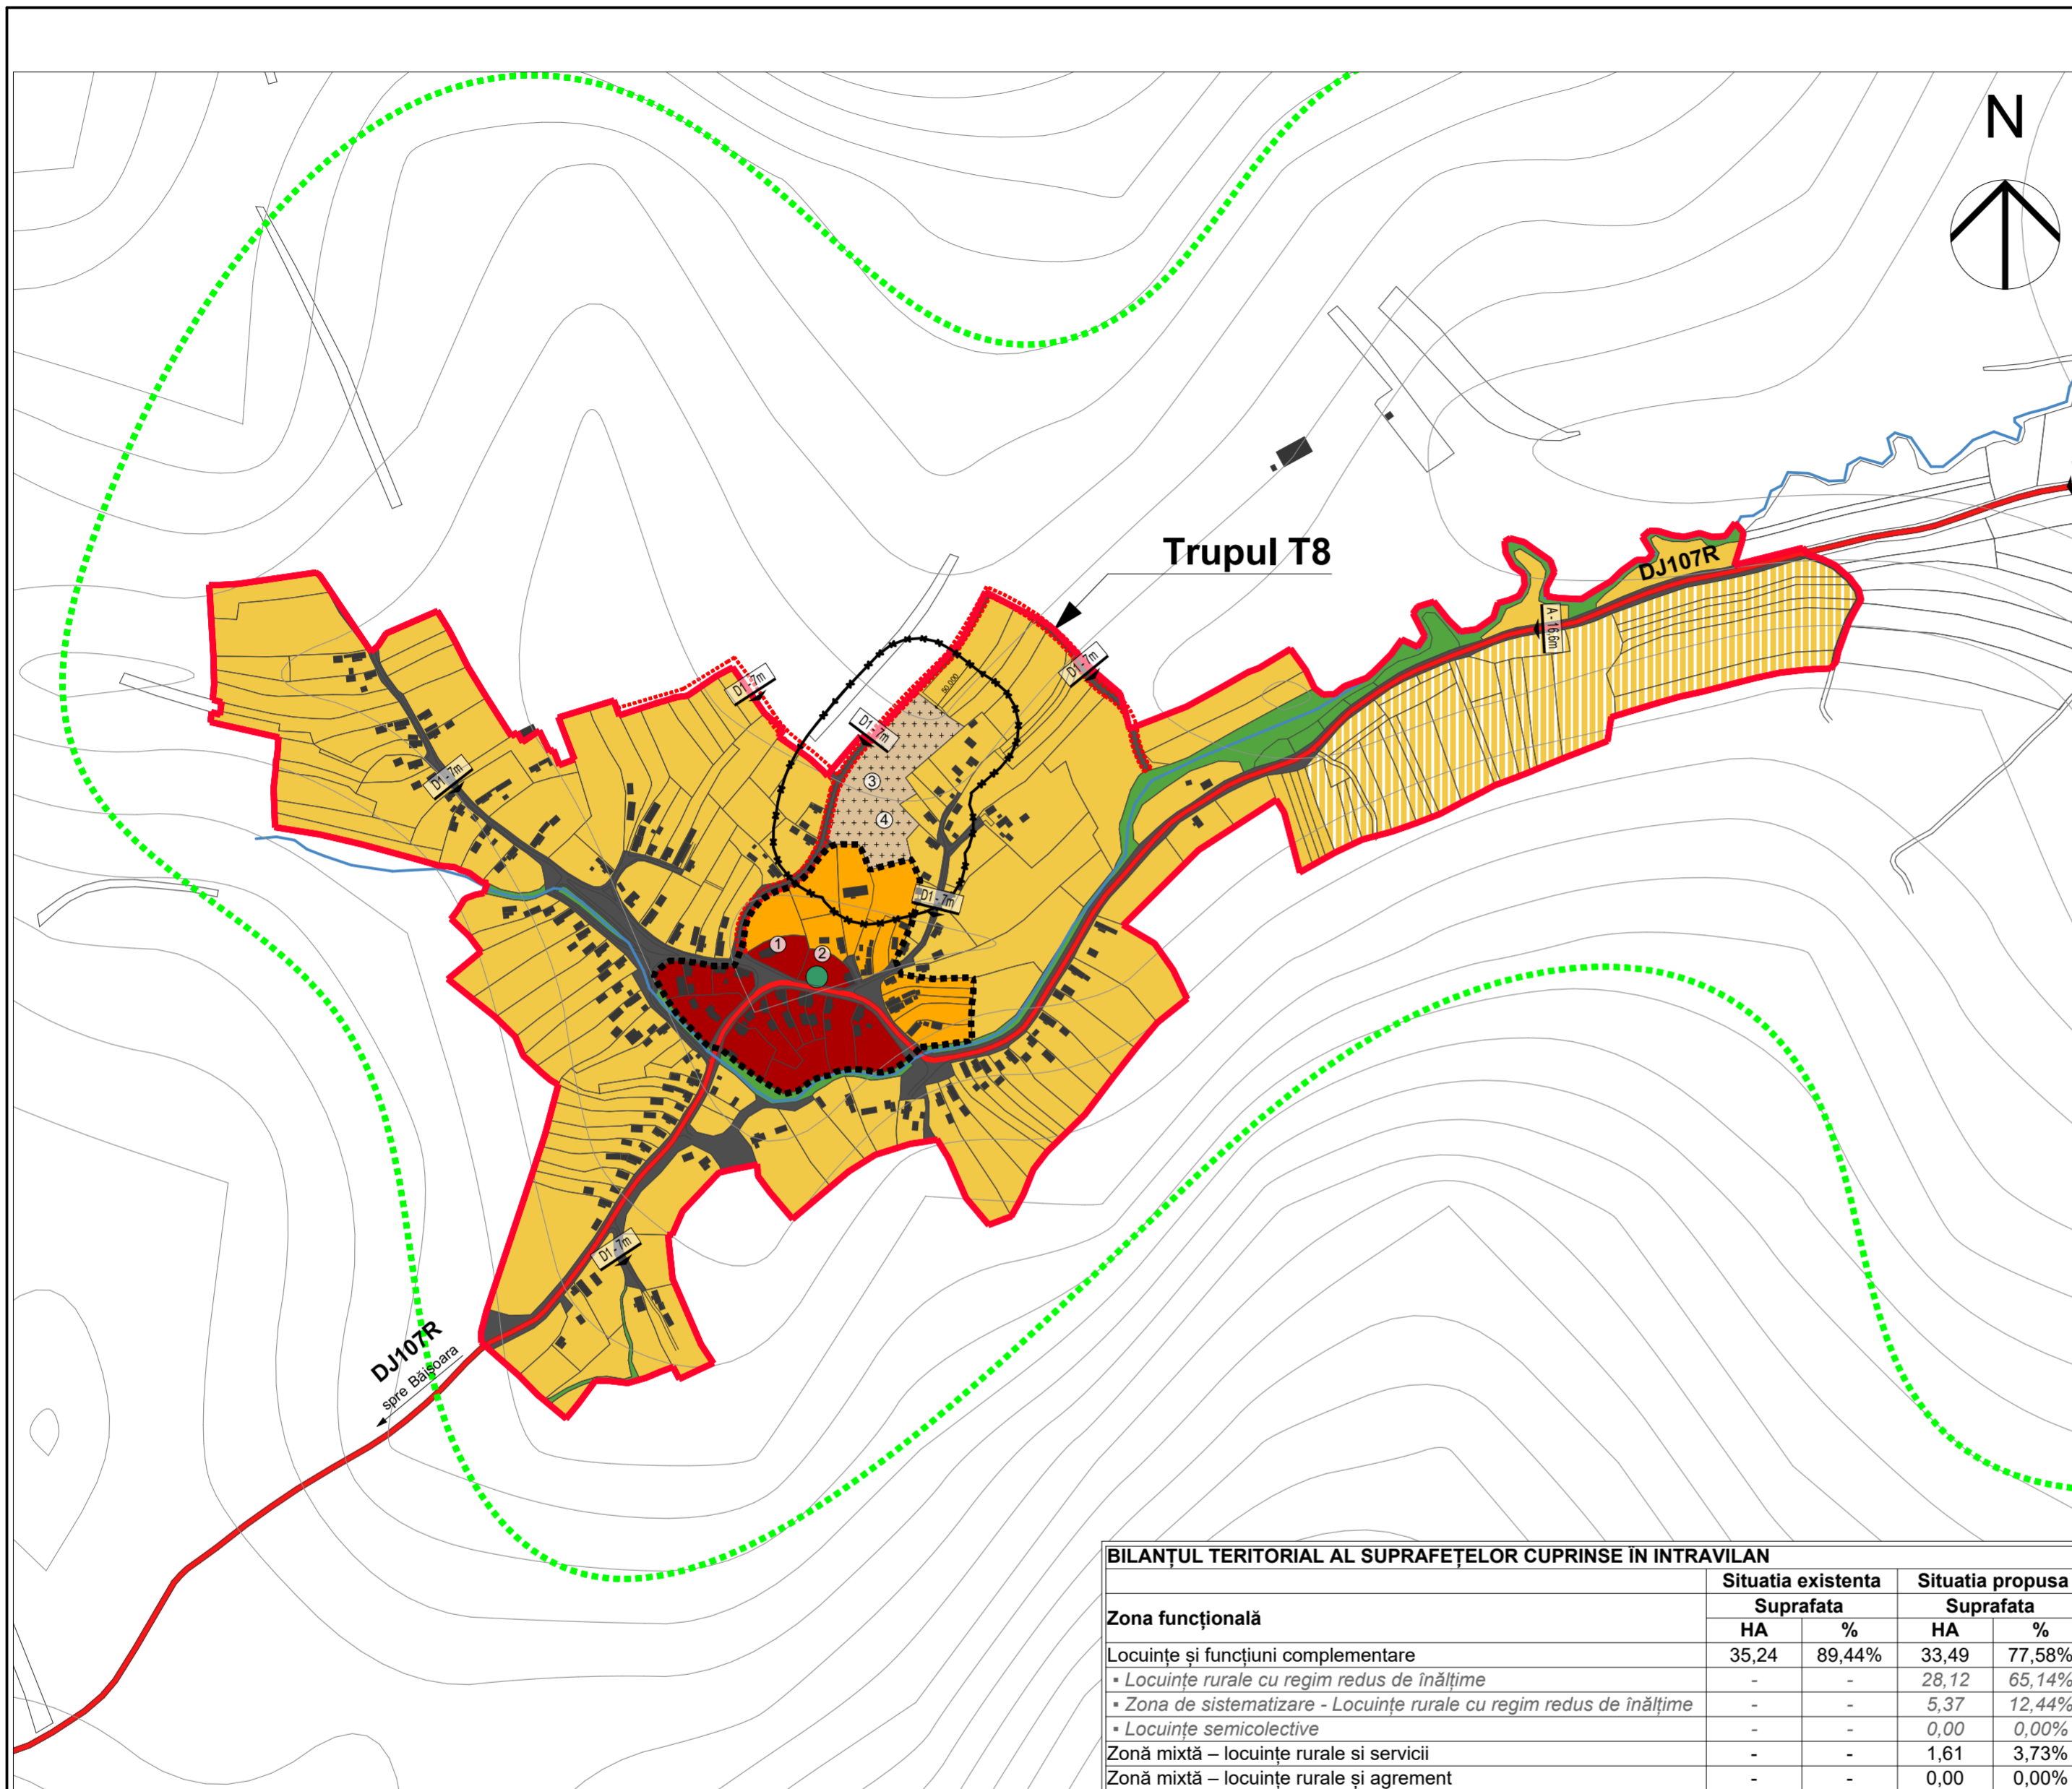 N
Trupul T8
DJ107R
A - 16,6m
D1 - 7m
D1 - 7m
D1 - 7m
50,000
D1 - 7m
3
4
D1 - 7m
1
2
D1 - 7m
DJ107R
spre Băișoara
BILANȚUL TERITORIAL AL SUPRAFEȚELOR CUPRINSE ÎN INTRAVILAN
Situatia existenta Situatia propusa
Zona funcțională Suprafata Suprafata
HA % HA %
Locuințe și funcțiuni complementare 35,24 89,44% 33,49 77,58%
▪ Locuințe rurale cu regim redus de înălțime - - 28,12 65,14%
▪ Zona de sistematizare - Locuințe rurale cu regim redus de înălțime - - 5,37 12,44%
▪ Locuințe semicolective - - 0,00 0,00%
Zonă mixtă – locuințe rurale si servicii - - 1,61 3,73%
Zonă mixtă – locuințe rurale și agrement - - 0,00 0,00%